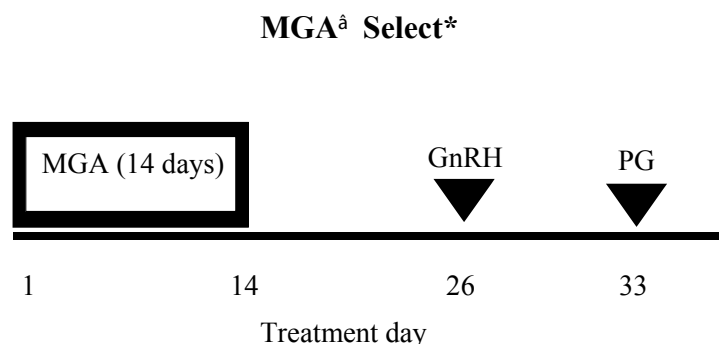 MGAâ Select*
MGA (14 days)
GnRH
PG
1 14 26 33
Treatment day